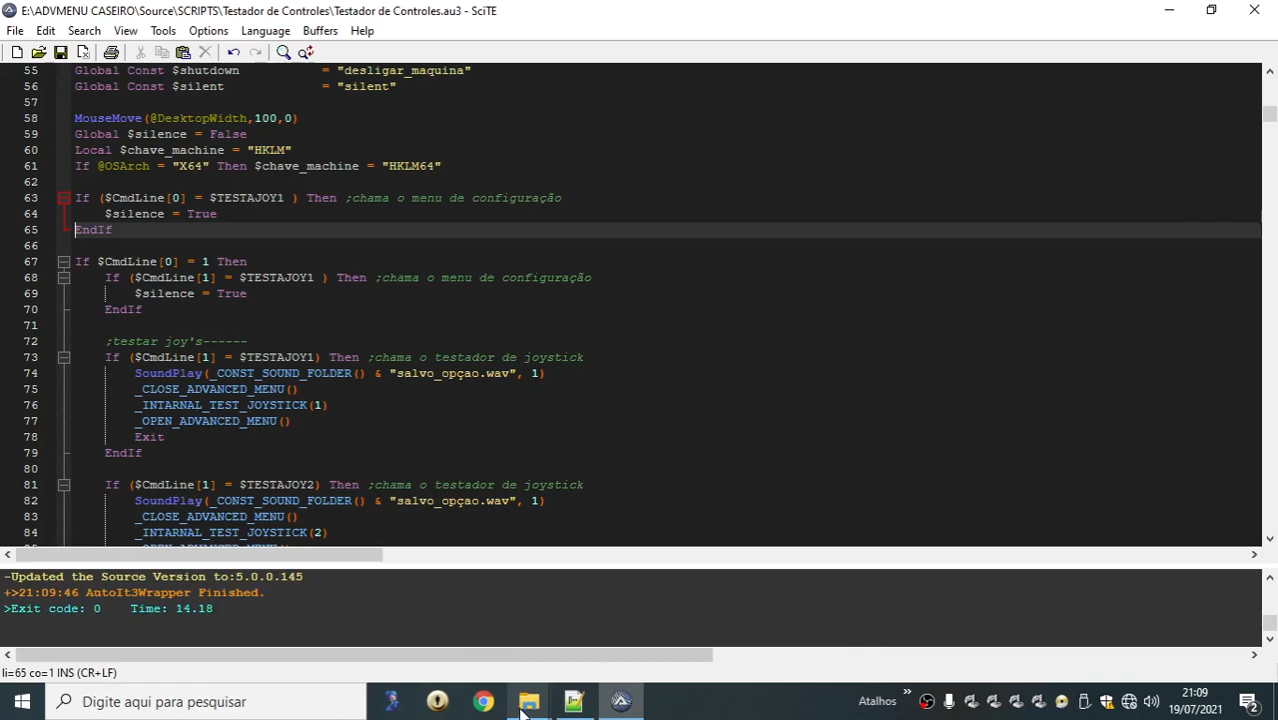 E:\ADVMENU CASEIRO\Source\SCRIPTS\Testador de Controles\Testador de Controles.au3 - SciTE
File Edit Search View Tools Options Language Buffers Help
55 Global Const $shutdown = "desligar_maquina"
56 Global Const $silent = "silent"
57
58 MouseMove(@DesktopWidth,100,0)
59 Global $silence = False
60 Local $chave_machine = "HKLM"
61 If @OSArch = "X64" Then $chave_machine = "HKLM64"
62
63 If ($CmdLine[0] = $TESTAJOY1 ) Then ;chama o menu de configuração
64 $silence = True
65 EndIf
66
67 If $CmdLine[0] = 1 Then
68 If ($CmdLine[1] = $TESTAJOY1 ) Then ;chama o menu de configuração
69 $silence = True
70 EndIf
71
72 ;testar joy's------
73 If ($CmdLine[1] = $TESTAJOY1) Then ;chama o testador de joystick
74 SoundPlay(_CONST_SOUND_FOLDER() & "salvo_opçao.wav", 1)
75 _CLOSE_ADVANCED_MENU()
76 _INTARNAL_TEST_JOYSTICK(1)
77 _OPEN_ADVANCED_MENU()
78 Exit
79 EndIf
80
81 If ($CmdLine[1] = $TESTAJOY2) Then ;chama o testador de joystick
82 SoundPlay(_CONST_SOUND_FOLDER() & "salvo_opçao.wav", 1)
83 _CLOSE_ADVANCED_MENU()
84 _INTARNAL_TEST_JOYSTICK(2)
-Updated the Source Version to:5.0.0.145
+>21:09:46 AutoIt3Wrapper Finished.
>Exit code: 0 Time: 14.18
li=65 co=1 INS (CR+LF)
Digite aqui para pesquisar
Atalhos
21:09
19/07/2021
2